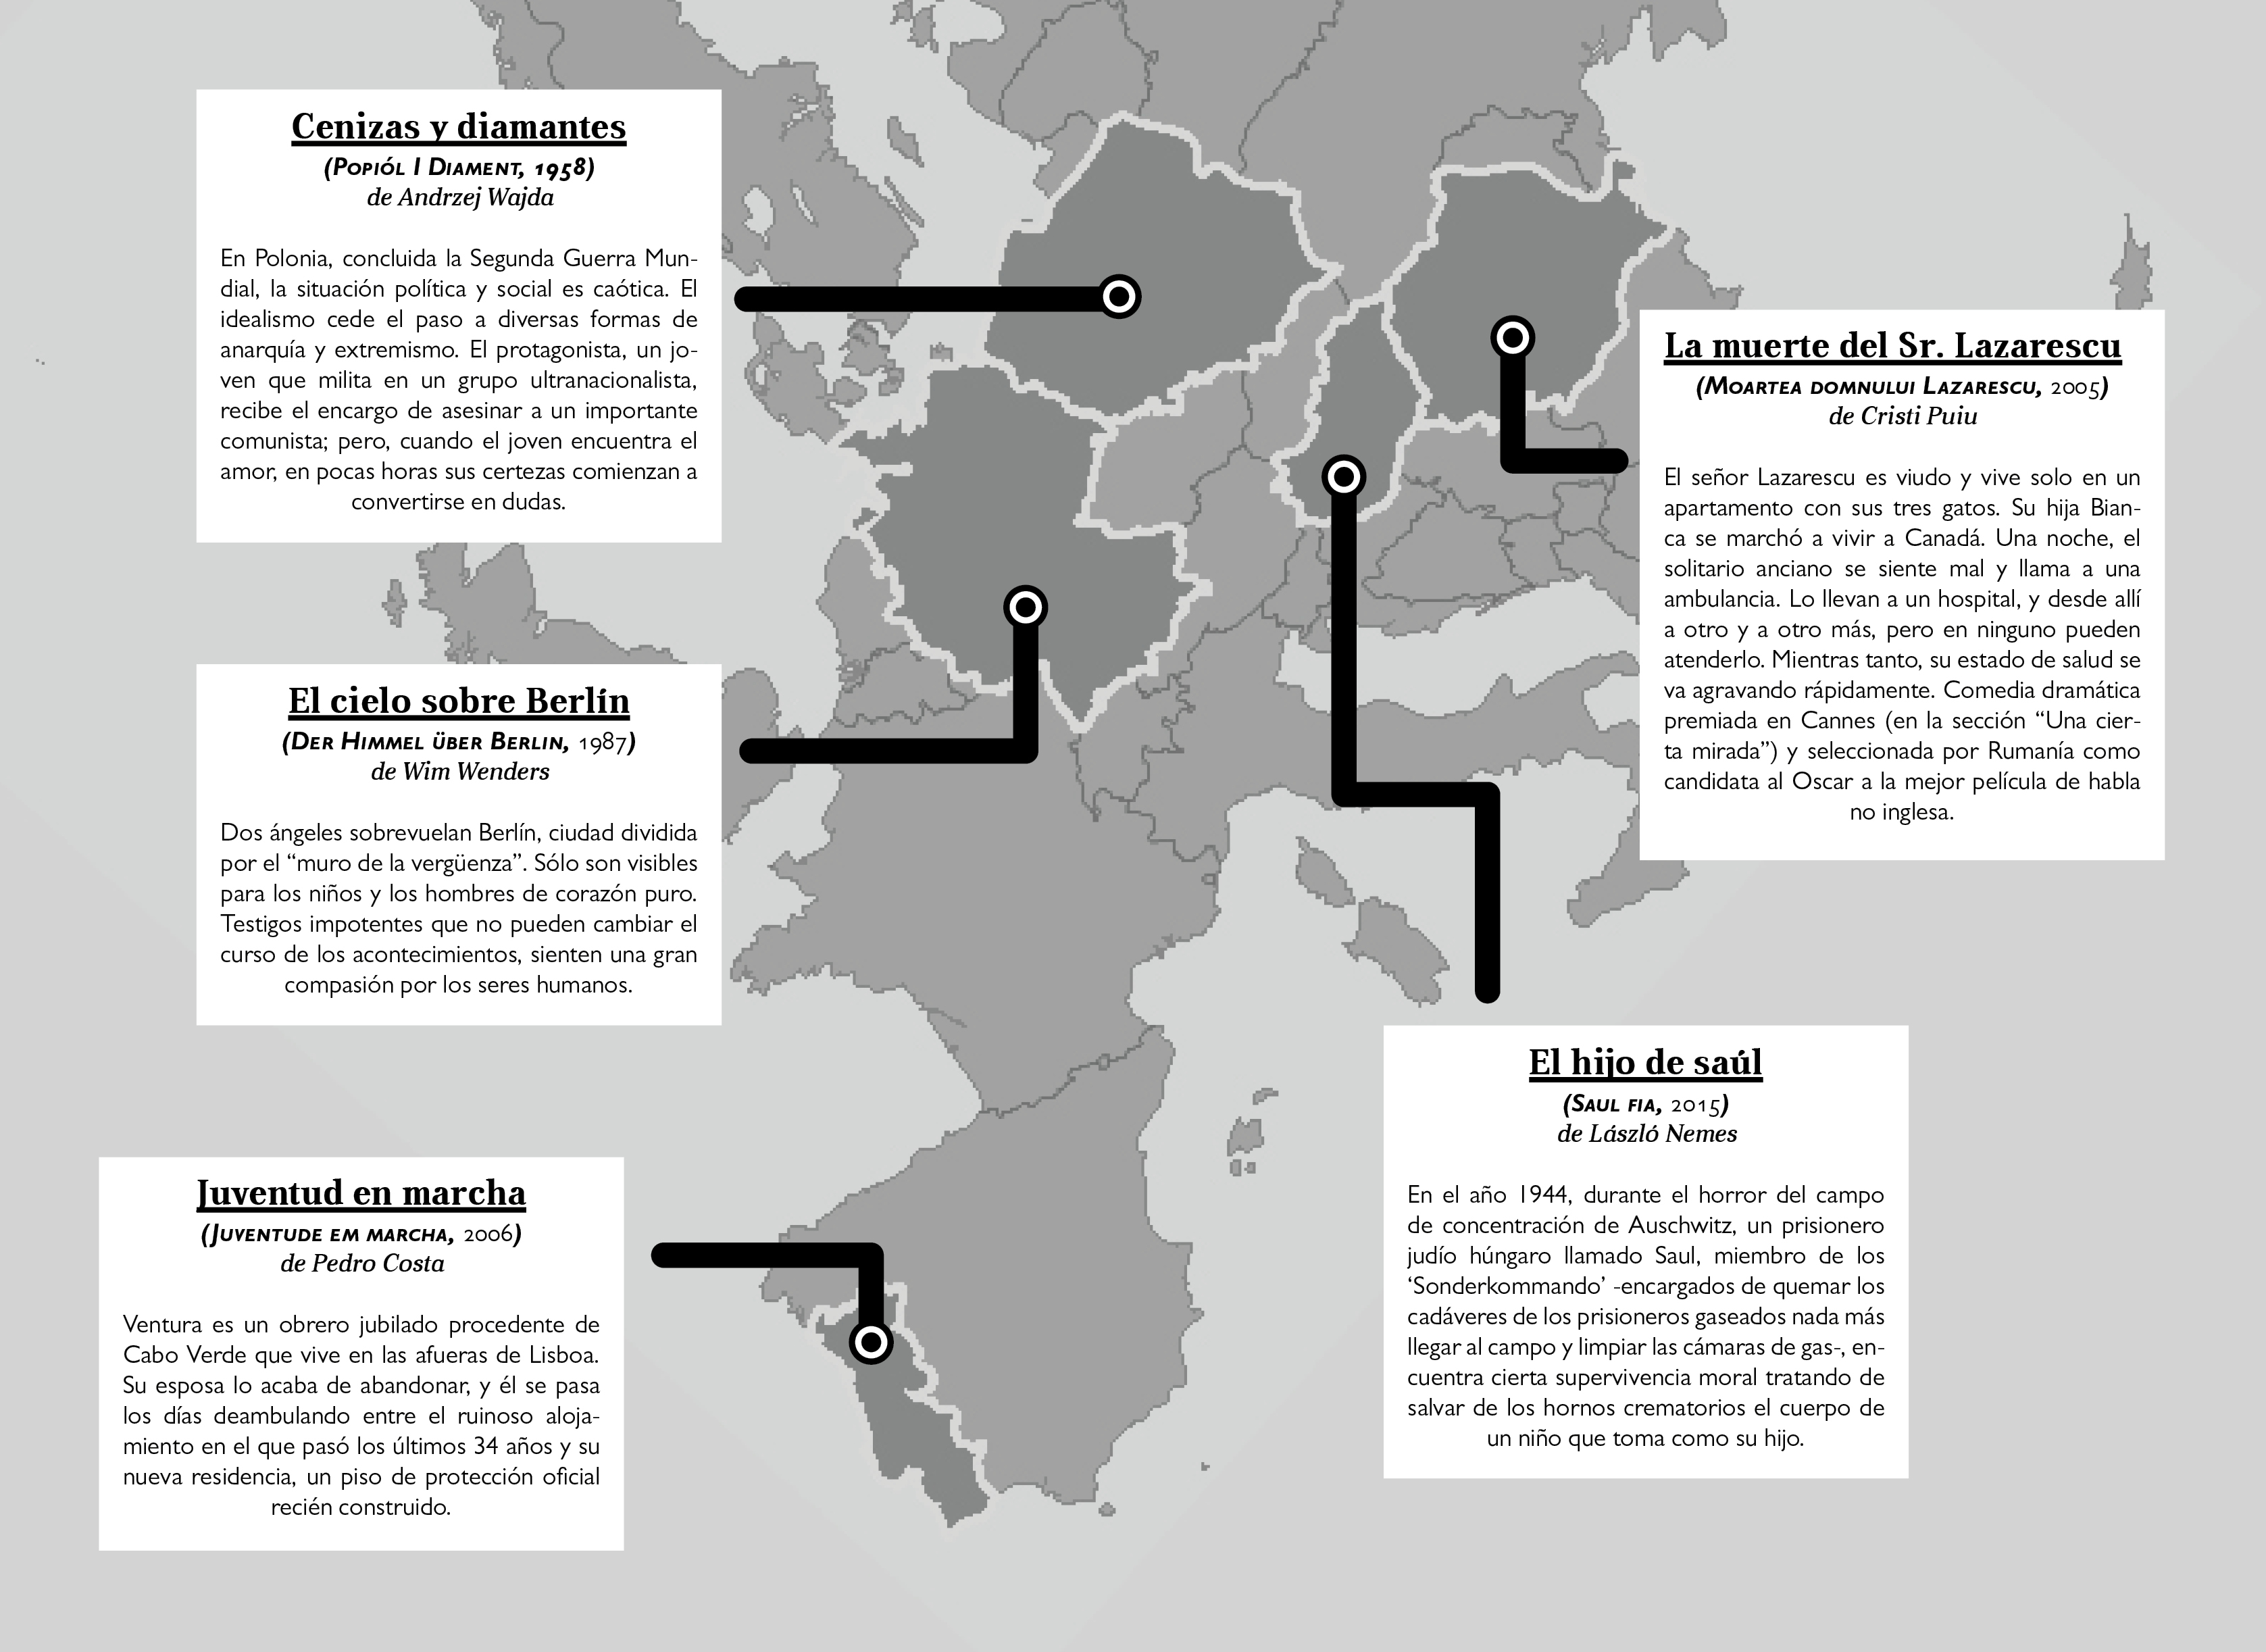 Cenizas y diamantes
(Popiól I Diament, 1958)
de Andrzej Wajda
En Polonia, concluida la Segunda Guerra Mun-
dial, la situación política y social es caótica. El
idealismo cede el paso a diversas formas de
anarquía y extremismo. El protagonista, un jo-
ven que milita en un grupo ultranacionalista,
recibe el encargo de asesinar a un importante
comunista; pero, cuando el joven encuentra el
amor, en pocas horas sus certezas comienzan a
convertirse en dudas.
La muerte del Sr. Lazarescu
(Moartea domnului Lazarescu, 2005)
de Cristi Puiu
El señor Lazarescu es viudo y vive solo en un
apartamento con sus tres gatos. Su hija Bian-
ca se marchó a vivir a Canadá. Una noche, el
solitario anciano se siente mal y llama a una
ambulancia. Lo llevan a un hospital, y desde allí
a otro y a otro más, pero en ninguno pueden
atenderlo. Mientras tanto, su estado de salud se
va agravando rápidamente. Comedia dramática
premiada en Cannes (en la sección “Una cier-
ta mirada”) y seleccionada por Rumanía como
candidata al Oscar a la mejor película de habla
no inglesa.
El cielo sobre Berlín
(Der Himmel über Berlin, 1987)
de Wim Wenders
Dos ángeles sobrevuelan Berlín, ciudad dividida
por el “muro de la vergüenza”. Sólo son visibles
para los niños y los hombres de corazón puro.
Testigos impotentes que no pueden cambiar el
curso de los acontecimientos, sienten una gran
compasión por los seres humanos.
El hijo de saúl
(Saul fia, 2015)
de László Nemes
En el año 1944, durante el horror del campo
de concentración de Auschwitz, un prisionero
judío húngaro llamado Saul, miembro de los
‘Sonderkommando’ -encargados de quemar los
cadáveres de los prisioneros gaseados nada más
llegar al campo y limpiar las cámaras de gas-, en-
cuentra cierta supervivencia moral tratando de
salvar de los hornos crematorios el cuerpo de
un niño que toma como su hijo.
Juventud en marcha
(Juventude em marcha, 2006)
de Pedro Costa
Ventura es un obrero jubilado procedente de
Cabo Verde que vive en las afueras de Lisboa.
Su esposa lo acaba de abandonar, y él se pasa
los días deambulando entre el ruinoso aloja-
miento en el que pasó los últimos 34 años y su
nueva residencia, un piso de protección oficial
recién construido.